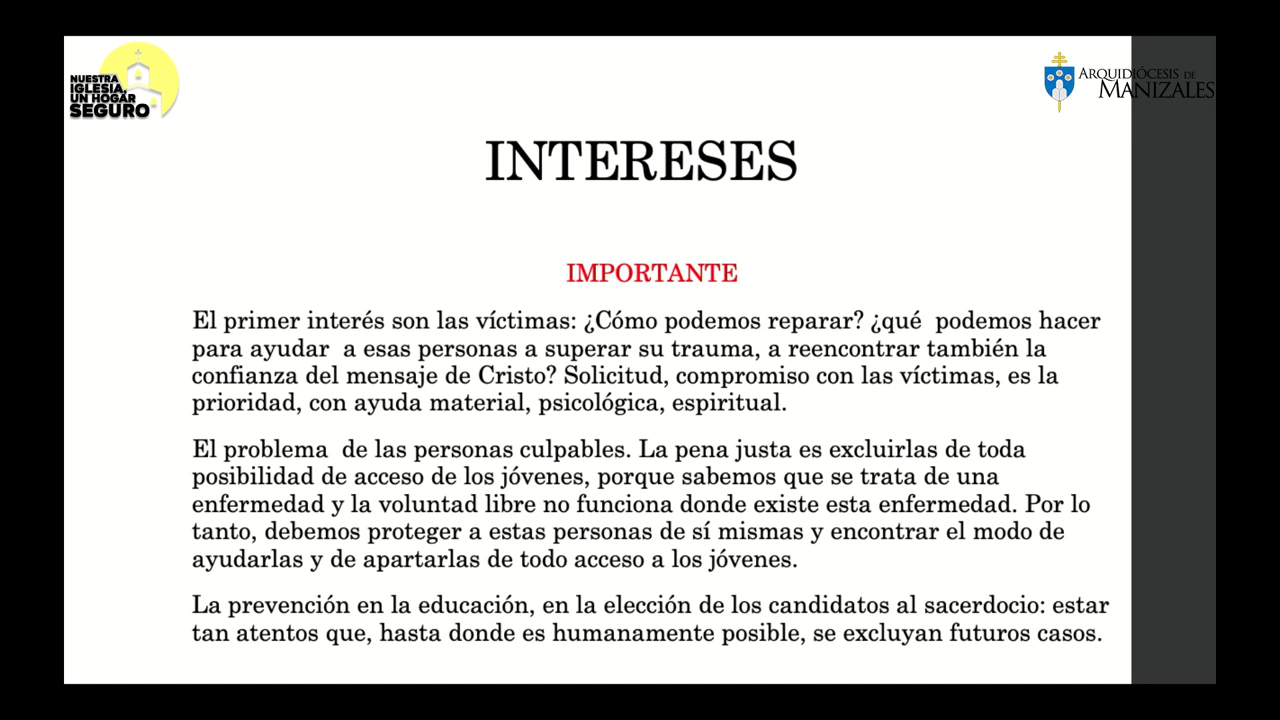 NUESTRA
IGLESIA,
UN HOGAR
SEGURO
ARQUIDIÓCESIS DE
MANIZALES
INTERESES
IMPORTANTE
El primer interés son las víctimas: ¿Cómo podemos reparar? ¿qué  podemos hacer
para ayudar  a esas personas a superar su trauma, a reencontrar también la
confianza del mensaje de Cristo? Solicitud, compromiso con las víctimas, es la
prioridad, con ayuda material, psicológica, espiritual.
El problema  de las personas culpables. La pena justa es excluirlas de toda
posibilidad de acceso de los jóvenes, porque sabemos que se trata de una
enfermedad y la voluntad libre no funciona donde existe esta enfermedad. Por lo
tanto, debemos proteger a estas personas de sí mismas y encontrar el modo de
ayudarlas y de apartarlas de todo acceso a los jóvenes.
La prevención en la educación, en la elección de los candidatos al sacerdocio: estar
tan atentos que, hasta donde es humanamente posible, se excluyan futuros casos.